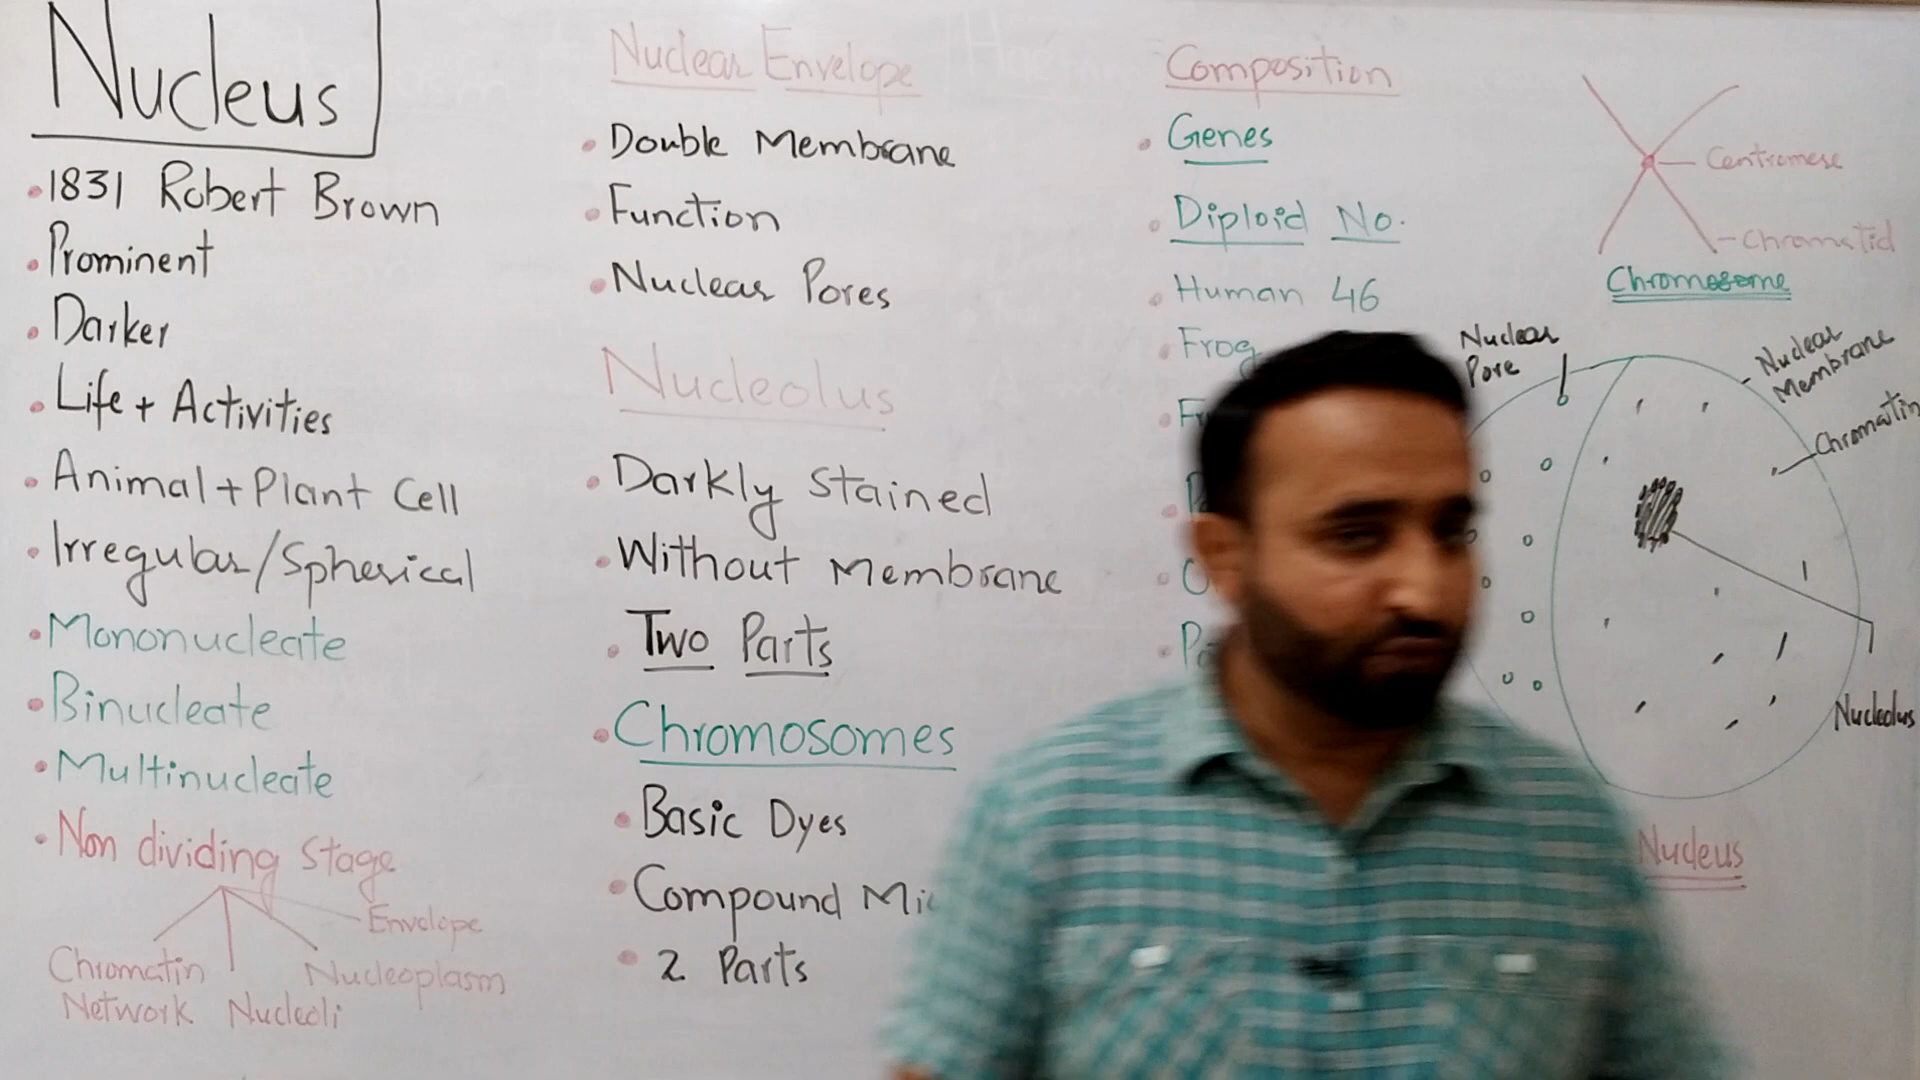 Nucleus
1831 Robert Brown
Prominent
Darker
Life + Activities
Animal + Plant Cell
Irregular/Spherical
Mononucleate
Binucleate
Multinucleate
Non dividing Stage
Envelope
Chromatin
Network
Nucleoli
Nucleoplasm
Nuclear Envelope
Double Membrane
Function
Nuclear Pores
Nucleolus
Darkly Stained
Without Membrane
Two Parts
Chromosomes
Basic Dyes
Compound Mic
2 Parts
Composition
Genes
Diploid No.
Human 46
Frog
Centromere
Chromatid
Chromosome
Nuclear
Pore
Nuclear
Membrane
Chromatin
Nucleolus
Nucleus